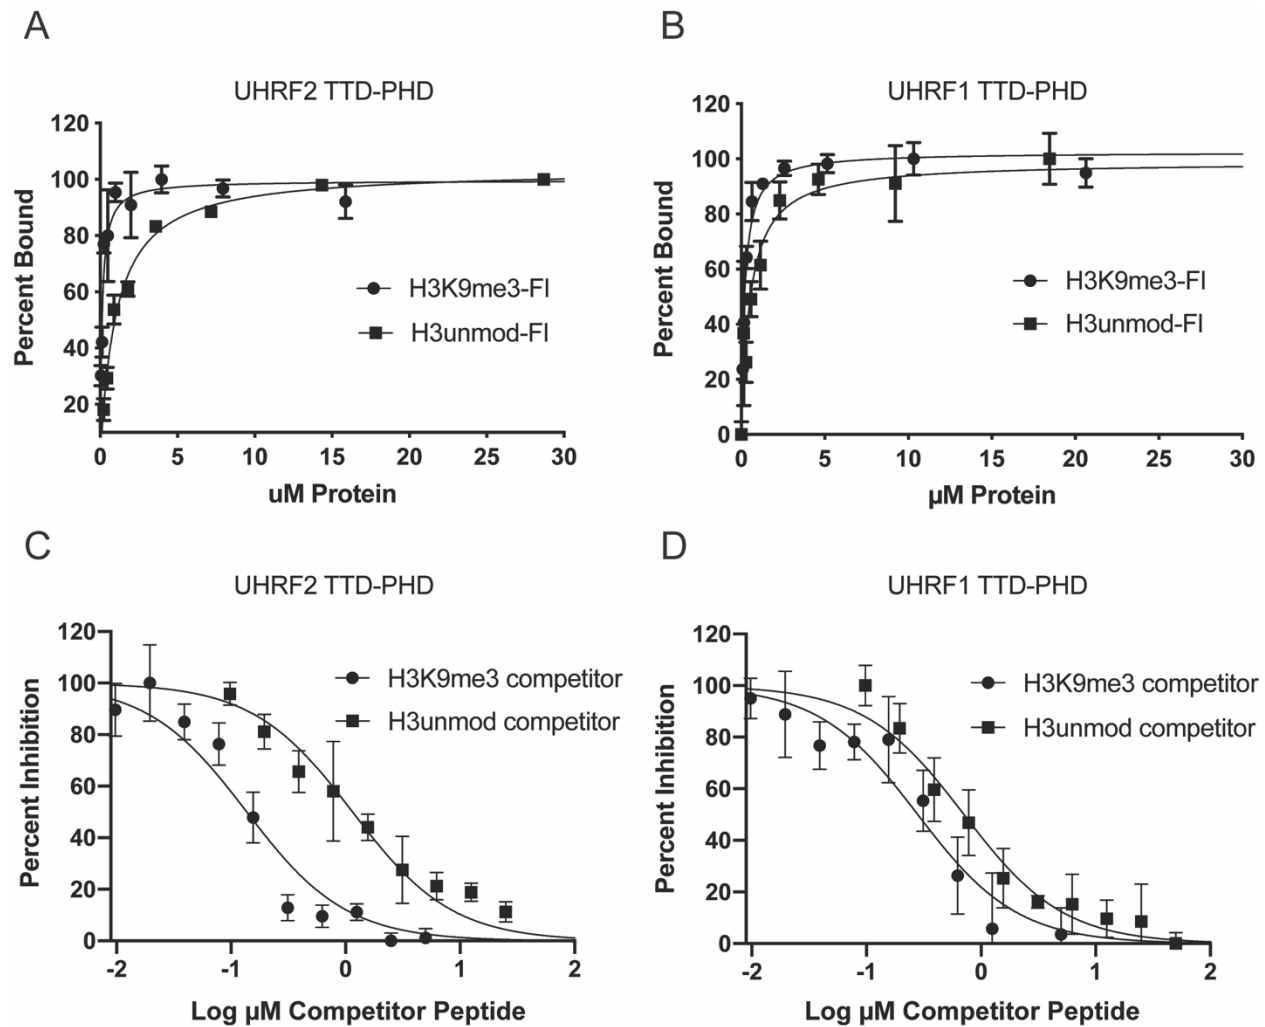 A
UHRF2 TTD-PHD
120
100
80
60
40
20
0
5
10
15
20
25
30
Percent Bound
uM Protein
H3K9me3-FI
H3unmod-FI
B
UHRF1 TTD-PHD
120
100
80
60
40
20
0
0
5
10
15
20
25
30
Percent Bound
µM Protein
H3K9me3-FI
H3unmod-FI
C
UHRF2 TTD-PHD
120
100
80
60
40
20
0
-2
-1
0
1
2
Percent Inhibition
Log µM Competitor Peptide
H3K9me3 competitor
H3unmod competitor
D
UHRF1 TTD-PHD
120
100
80
60
40
20
0
-2
-1
0
1
2
Percent Inhibition
Log µM Competitor Peptide
H3K9me3 competitor
H3unmod competitor